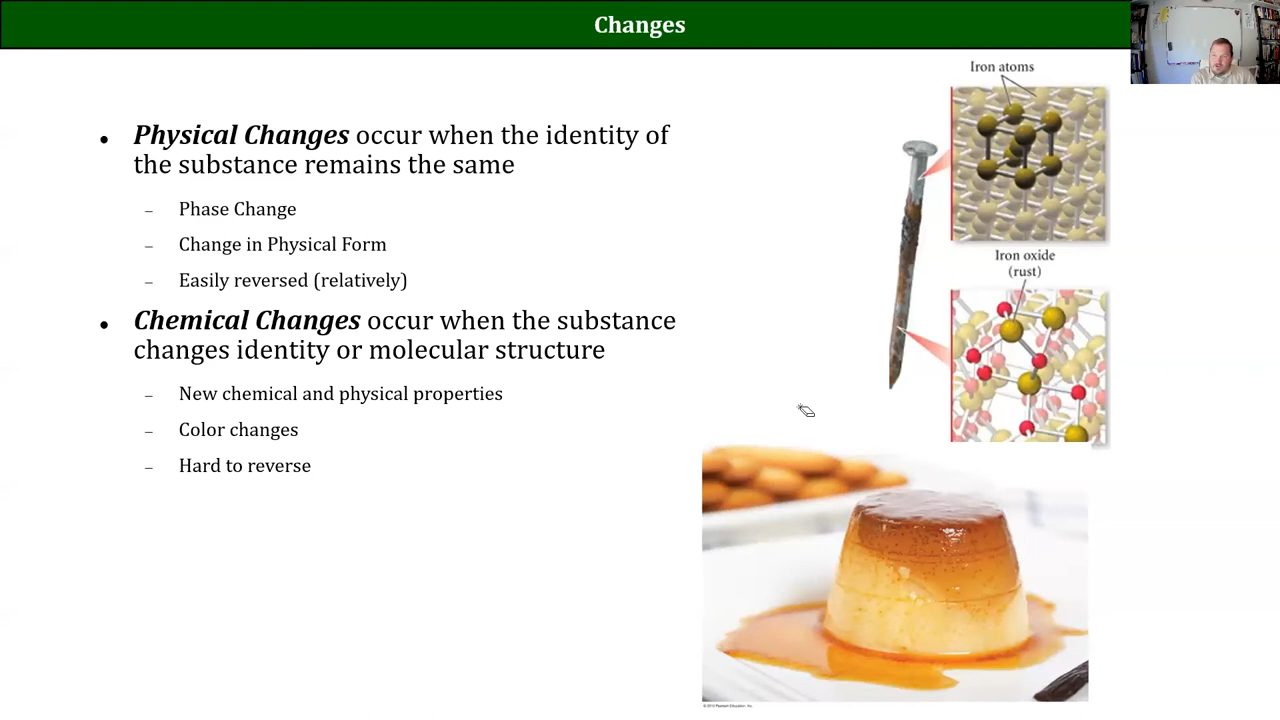 Changes
• Physical Changes occur when the identity of
the substance remains the same
– Phase Change
– Change in Physical Form
– Easily reversed (relatively)
• Chemical Changes occur when the substance
changes identity or molecular structure
– New chemical and physical properties
– Color changes
– Hard to reverse
Iron atoms
Iron oxide
(rust)